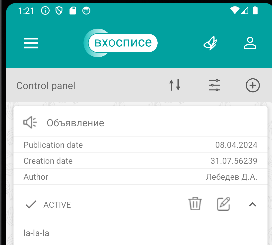 1:21
вхосписе
Control panel
Объявление
Publication date 08.04.2024
Creation date 31.07.56239
Author Лебедев Д.А.
ACTIVE
la-la-la